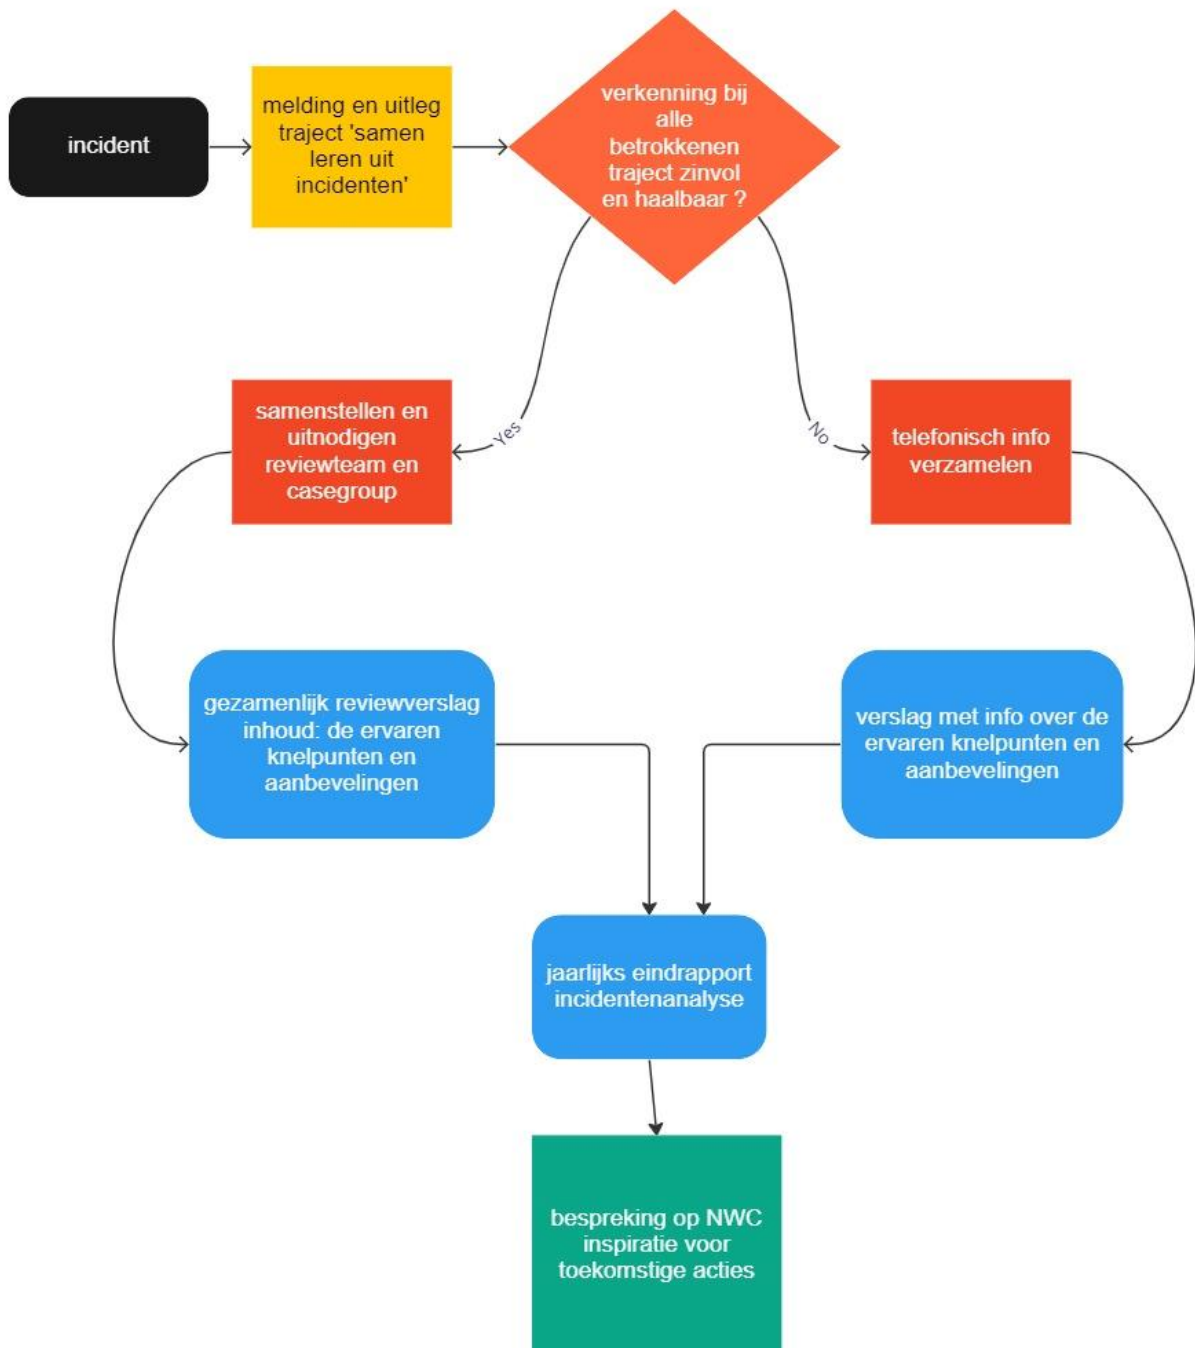 incident
melding en uitleg
traject 'samen
leren uit
incidenten'
verkenning bij
alle
betrokkenen
traject zinvol
en haalbaar ?
Yes
No
samenstellen en
uitnodigen
reviewteam en
casegroup
telefonisch info
verzamelen
gezamenlijk reviewverslag
inhoud: de ervaren
knelpunten en
aanbevelingen
verslag met info over de
ervaren knelpunten en
aanbevelingen
jaarlijks eindrapport
incidentenanalyse
bespreking op NWC
inspiratie voor
toekomstige acties